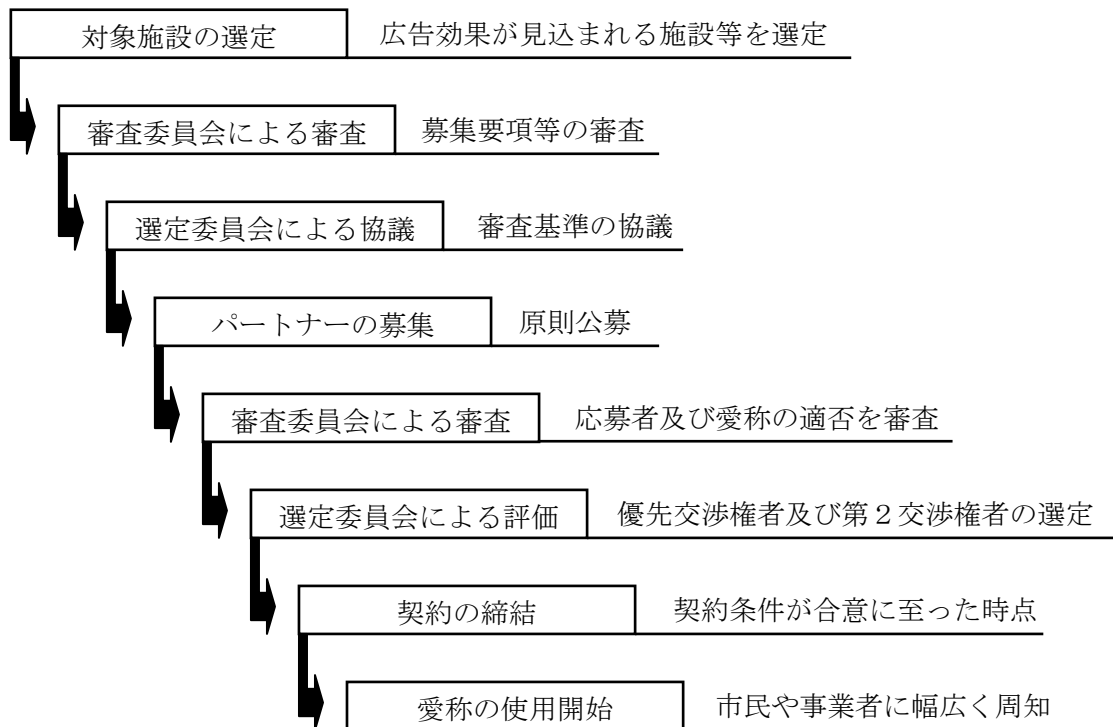 対象施設の選定 広告効果が見込まれる施設等を選定
審査委員会による審査 募集要項等の審査
選定委員会による協議 審査基準の協議
パートナーの募集 原則公募
審査委員会による審査 応募者及び愛称の適否を審査
選定委員会による評価 優先交渉権者及び第２交渉権者の選定
契約の締結 契約条件が合意に至った時点
愛称の使用開始 市民や事業者に幅広く周知